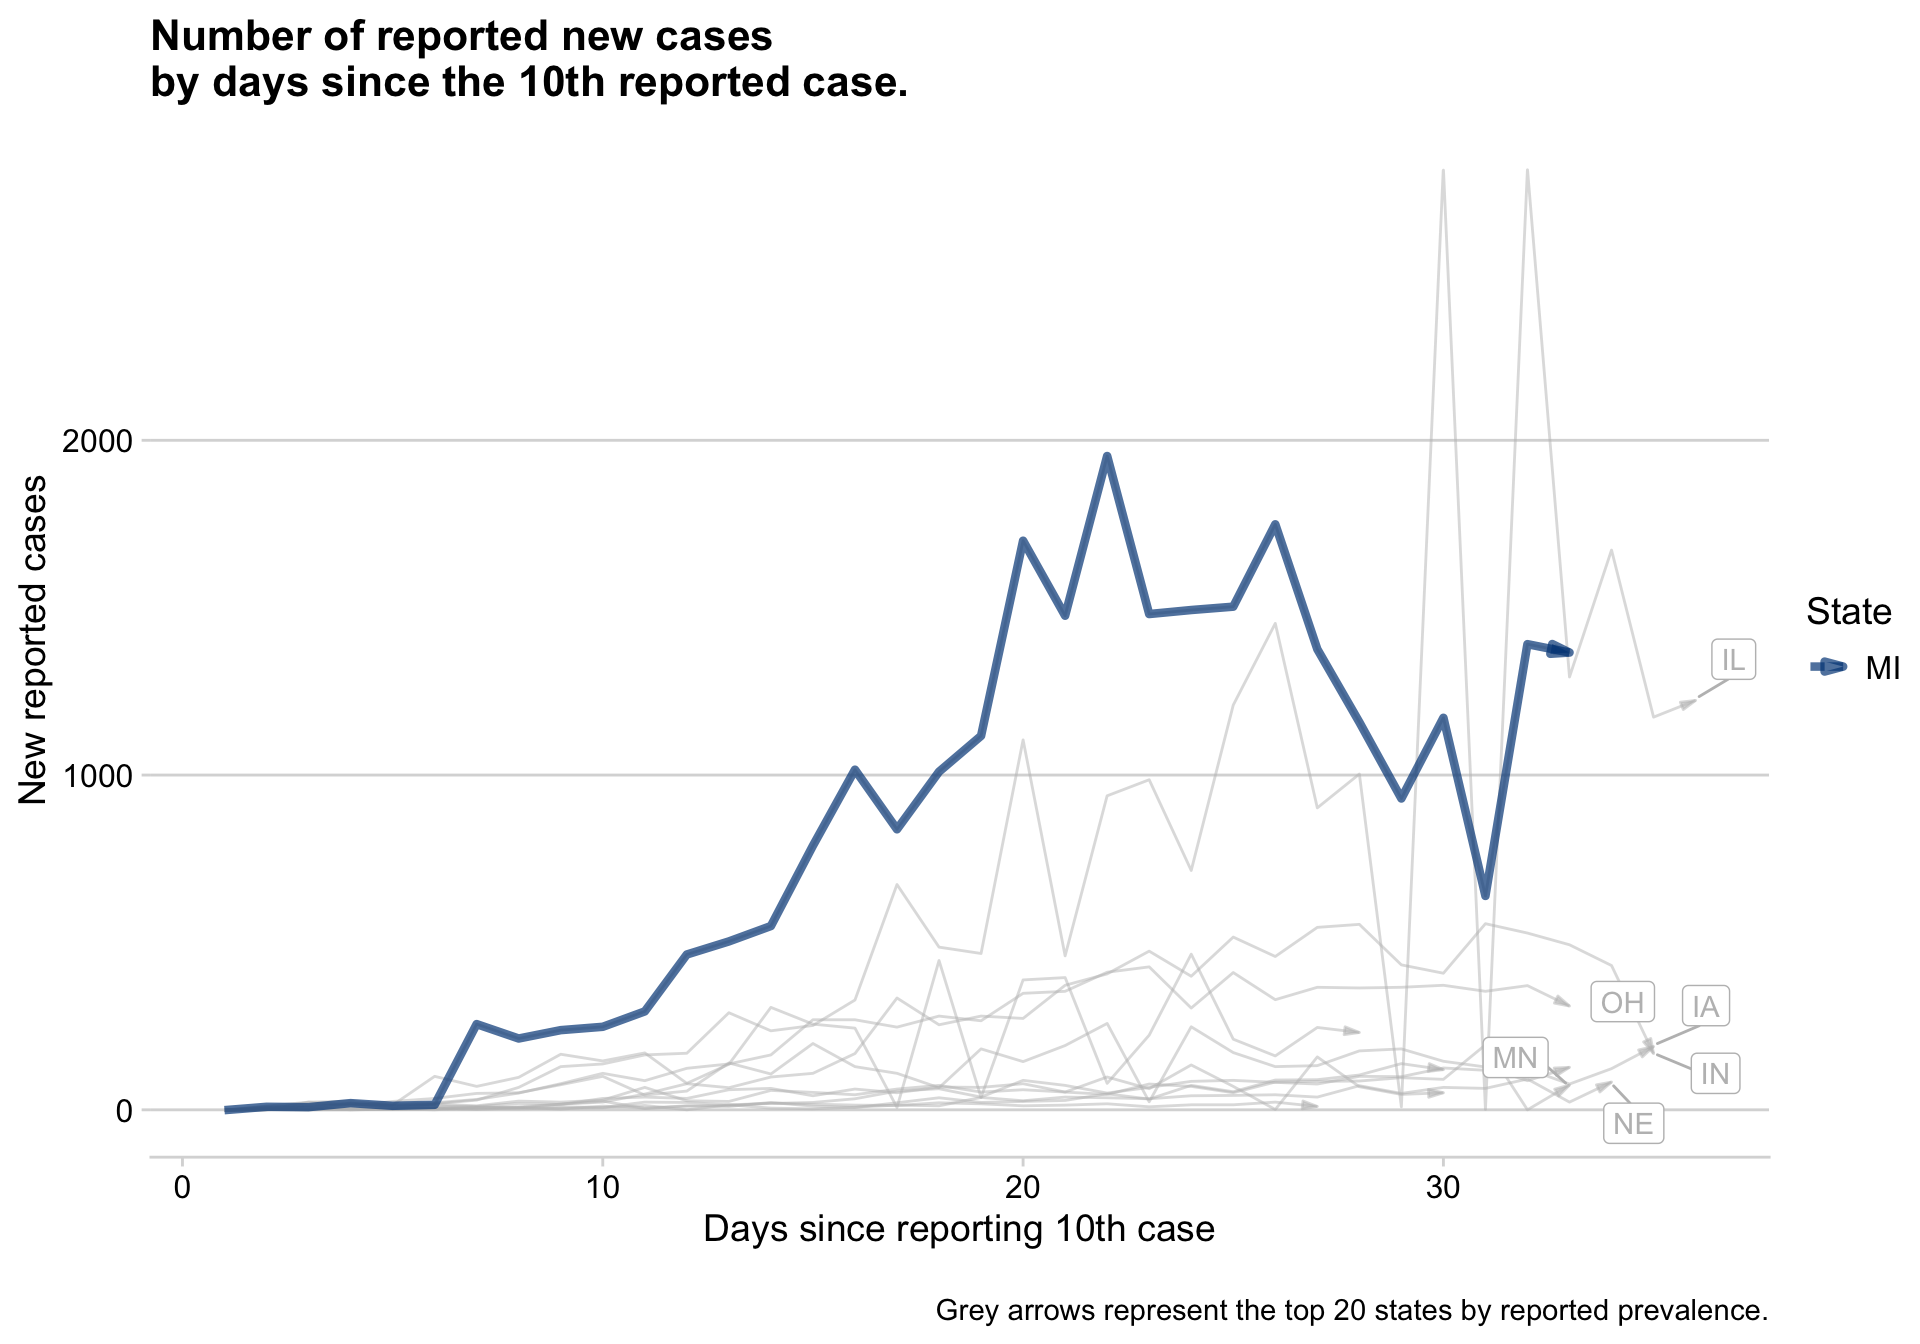 Number of reported new cases
by days since the 10th reported case.
New reported cases
2000
1000
0
IL
OH
IA
MN
IN
NE
State
MI
0
10
20
30
Days since reporting 10th case
Grey arrows represent the top 20 states by reported prevalence.